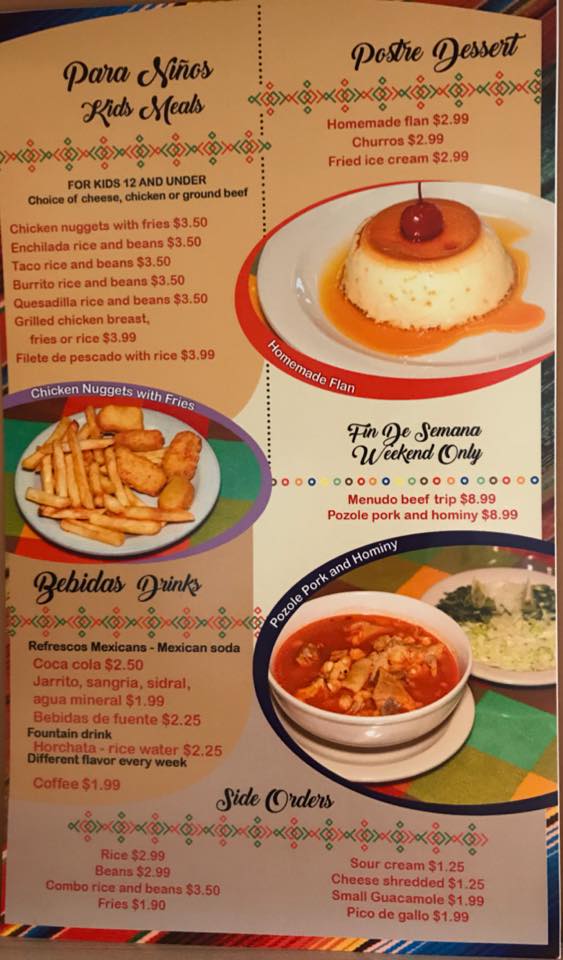 Para Niños
Kids Meals
FOR KIDS 12 AND UNDER
Choice of cheese, chicken or ground beef
Chicken nuggets with fries $3.50
Enchilada rice and beans $3.50
Taco rice and beans $3.50
Burrito rice and beans $3.50
Quesadilla rice and beans $3.50
Grilled chicken breast,
fries or rice $3.99
Filete de pescado with rice $3.99
Chicken Nuggets with Fries
Bebidas Drinks
Refrescos Mexicans - Mexican soda
Coca cola $2.50
Jarrito, sangria, sidral,
agua mineral $1.99
Bebidas de fuente $2.25
Fountain drink
Horchata - rice water $2.25
Different flavor every week
Coffee $1.99
Postre Dessert
Homemade flan $2.99
Churros $2.99
Fried ice cream $2.99
Homemade Flan
Fin De Semana
Weekend Only
Menudo beef trip $8.99
Pozole pork and hominy $8.99
Pozole Pork and Hominy
Side Orders
Rice $2.99
Beans $2.99
Combo rice and beans $3.50
Fries $1.90
Sour cream $1.25
Cheese shredded $1.25
Small Guacamole $1.99
Pico de gallo $1.99